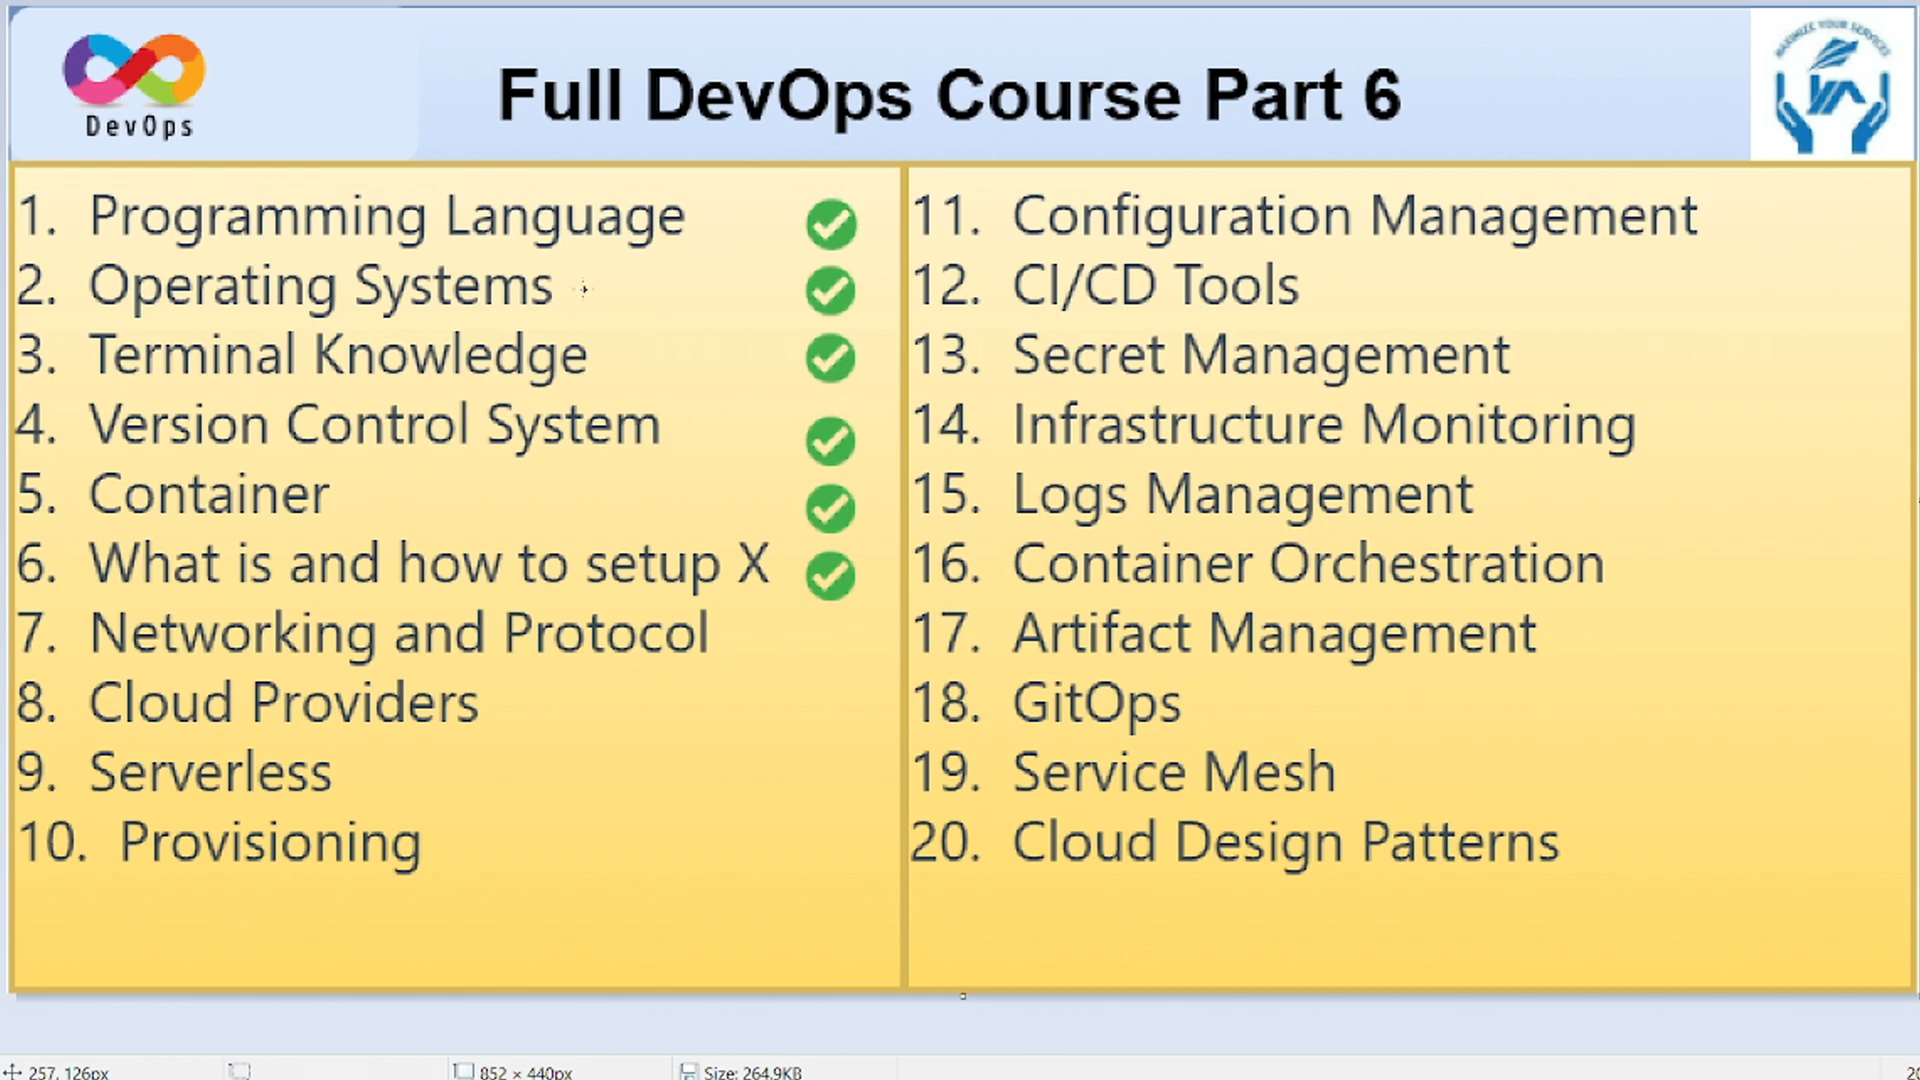 DevOps
Full DevOps Course Part 6
MAXIMIZE YOUR SERVICES
1. Programming Language
2. Operating Systems
3. Terminal Knowledge
4. Version Control System
5. Container
6. What is and how to setup X
7. Networking and Protocol
8. Cloud Providers
9. Serverless
10. Provisioning
11. Configuration Management
12. CI/CD Tools
13. Secret Management
14. Infrastructure Monitoring
15. Logs Management
16. Container Orchestration
17. Artifact Management
18. GitOps
19. Service Mesh
20. Cloud Design Patterns
257, 126px
852 × 440px
Size: 264.9KB